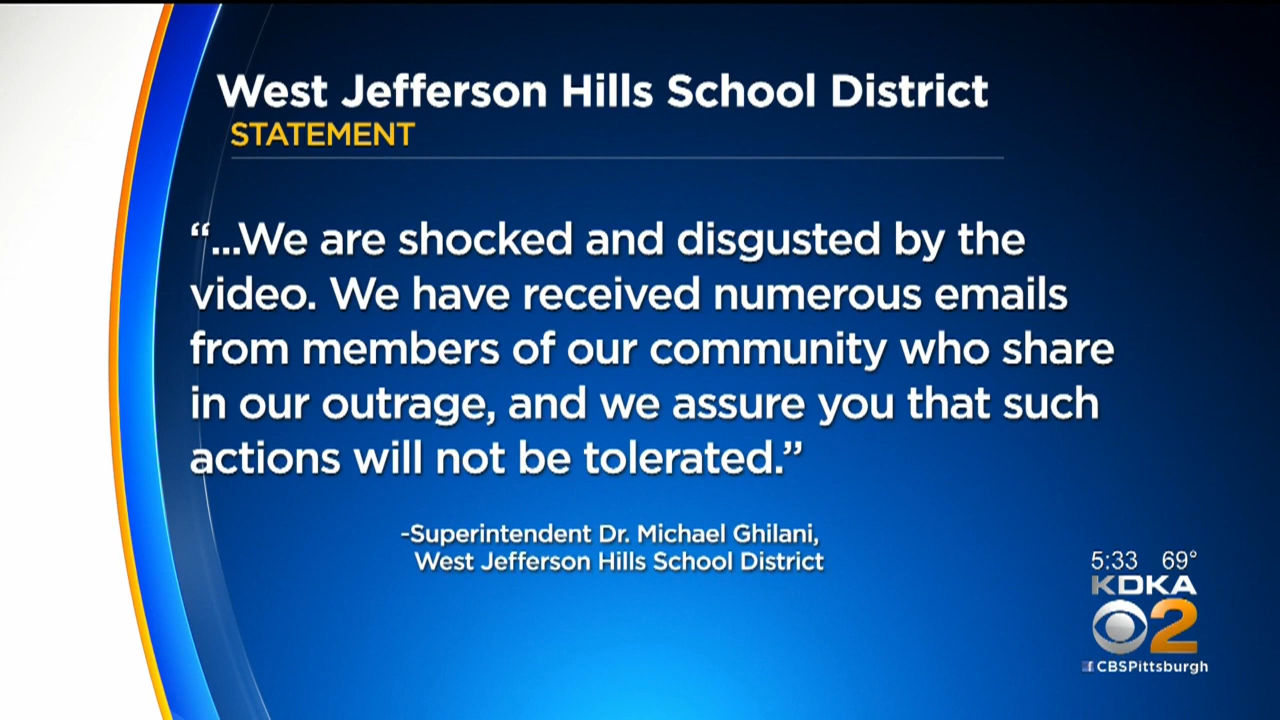 West Jefferson Hills School District
STATEMENT
“...We are shocked and disgusted by the
video. We have received numerous emails
from members of our community who share
in our outrage, and we assure you that such
actions will not be tolerated.”
-Superintendent Dr. Michael Ghilani,
West Jefferson Hills School District
5:33 69°
KDKA
2
f CBSPittsburgh